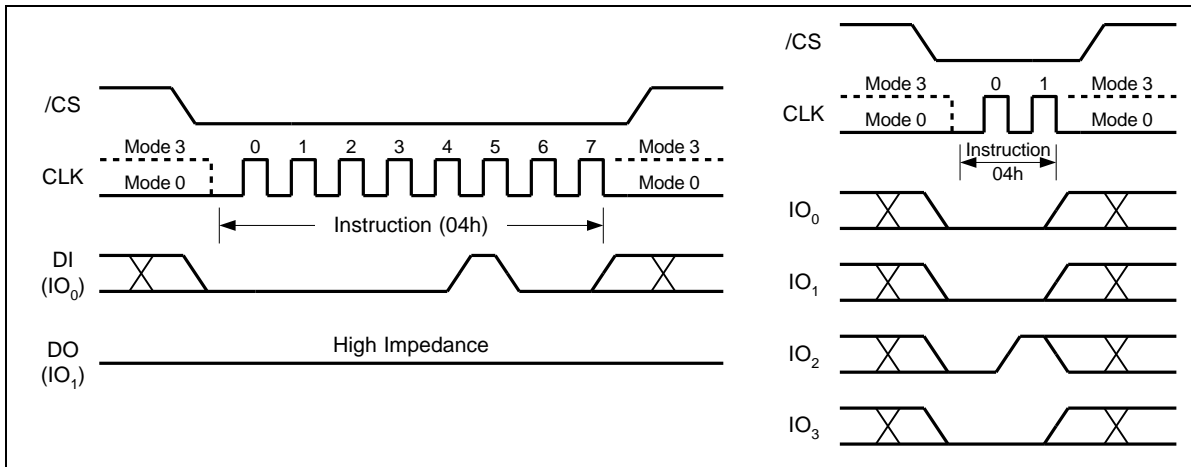 /CS
Mode 3 0 1 2 3 4 5 6 7 Mode 3
CLK
Mode 0 Mode 0
Instruction (04h)
DI
(IO0)
DO
(IO1)
High Impedance
/CS
Mode 3 0 1 Mode 3
CLK
Mode 0 Mode 0
Instruction
04h
IO0
IO1
IO2
IO3